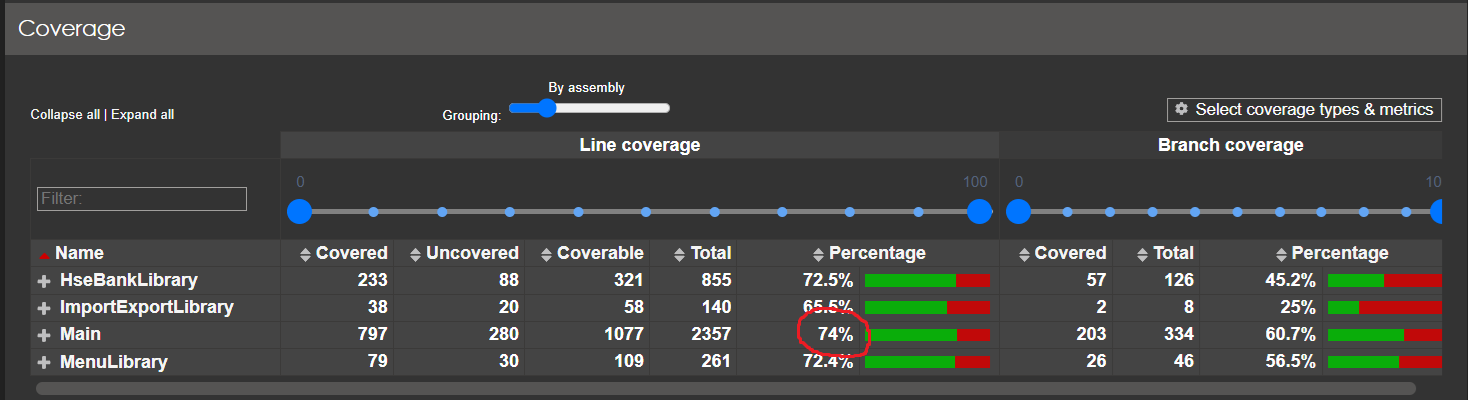 Coverage
By assembly
Collapse all | Expand all
Grouping:
Select coverage types & metrics
Line coverage
Branch coverage
Filter:
0
100
0
10
Name Covered Uncovered Coverable Total Percentage Covered Total Percentage
HseBankLibrary 233 88 321 855 72.5% 57 126 45.2%
ImportExportLibrary 38 20 58 140 65.5% 2 8 25%
Main 797 280 1077 2357 74% 203 334 60.7%
MenuLibrary 79 30 109 261 72.4% 26 46 56.5%